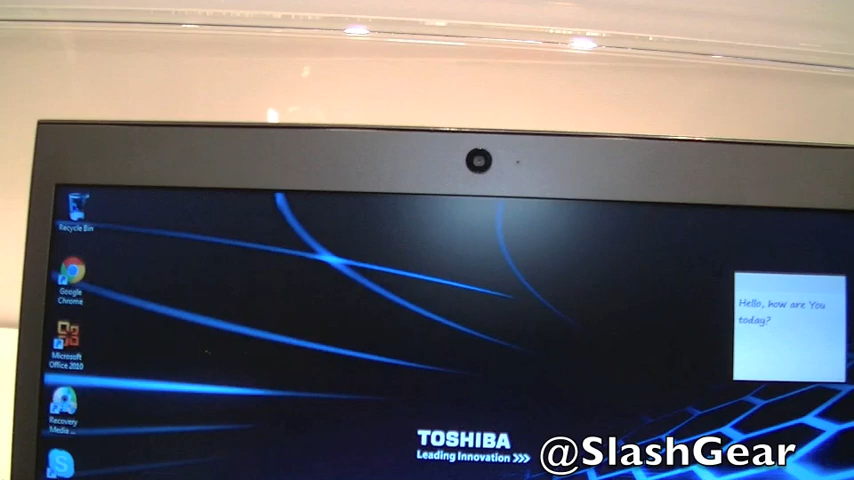 Recycle Bin
Google
Chrome
Microsoft
Office 2010
Recovery
Media ...
Hello, how are You
today?
TOSHIBA
Leading Innovation >>>
@SlashGear